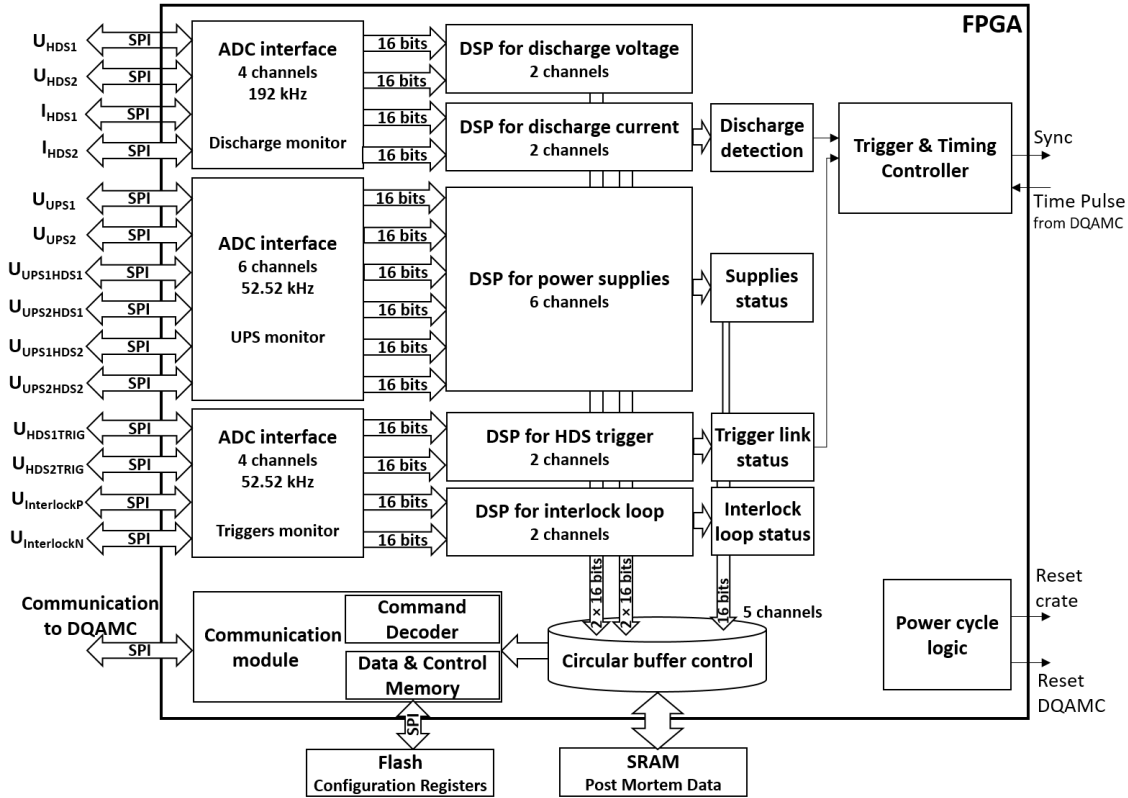 FPGA
U_HDS1
SPI
U_HDS2
SPI
I_HDS1
SPI
I_HDS2
SPI
ADC interface
4 channels
192 kHz
Discharge monitor
16 bits
16 bits
16 bits
16 bits
DSP for discharge voltage
2 channels
DSP for discharge current
2 channels
Discharge
detection
Trigger & Timing
Controller
Sync
Time Pulse
from DQAMC
U_UPS1
SPI
U_UPS2
SPI
U_UPS1HDS1
SPI
U_UPS2HDS1
SPI
U_UPS1HDS2
SPI
U_UPS2HDS2
SPI
ADC interface
6 channels
52.52 kHz
UPS monitor
16 bits
16 bits
16 bits
16 bits
16 bits
16 bits
DSP for power supplies
6 channels
Supplies
status
U_HDS1TRIG
SPI
U_HDS2TRIG
SPI
U_InterlockP
SPI
U_InterlockN
SPI
ADC interface
4 channels
52.52 kHz
Triggers monitor
16 bits
16 bits
16 bits
16 bits
DSP for HDS trigger
2 channels
Trigger link
status
DSP for interlock loop
2 channels
Interlock
loop status
2 × 16 bits
2 × 16 bits
16 bits
5 channels
Communication
to DQAMC
SPI
Communication
module
Command
Decoder
Data & Control
Memory
Circular buffer control
Power cycle
logic
Reset
crate
Reset
DQAMC
SPI
Flash
Configuration Registers
SRAM
Post Mortem Data